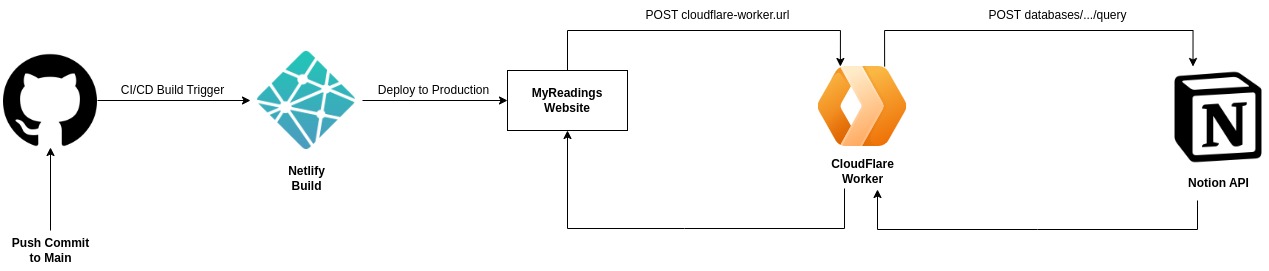 POST cloudflare-worker.url
POST databases/.../query
CI/CD Build Trigger
Deploy to Production
MyReadings
Website
Netlify
Build
CloudFlare
Worker
N
Notion API
Push Commit
to Main